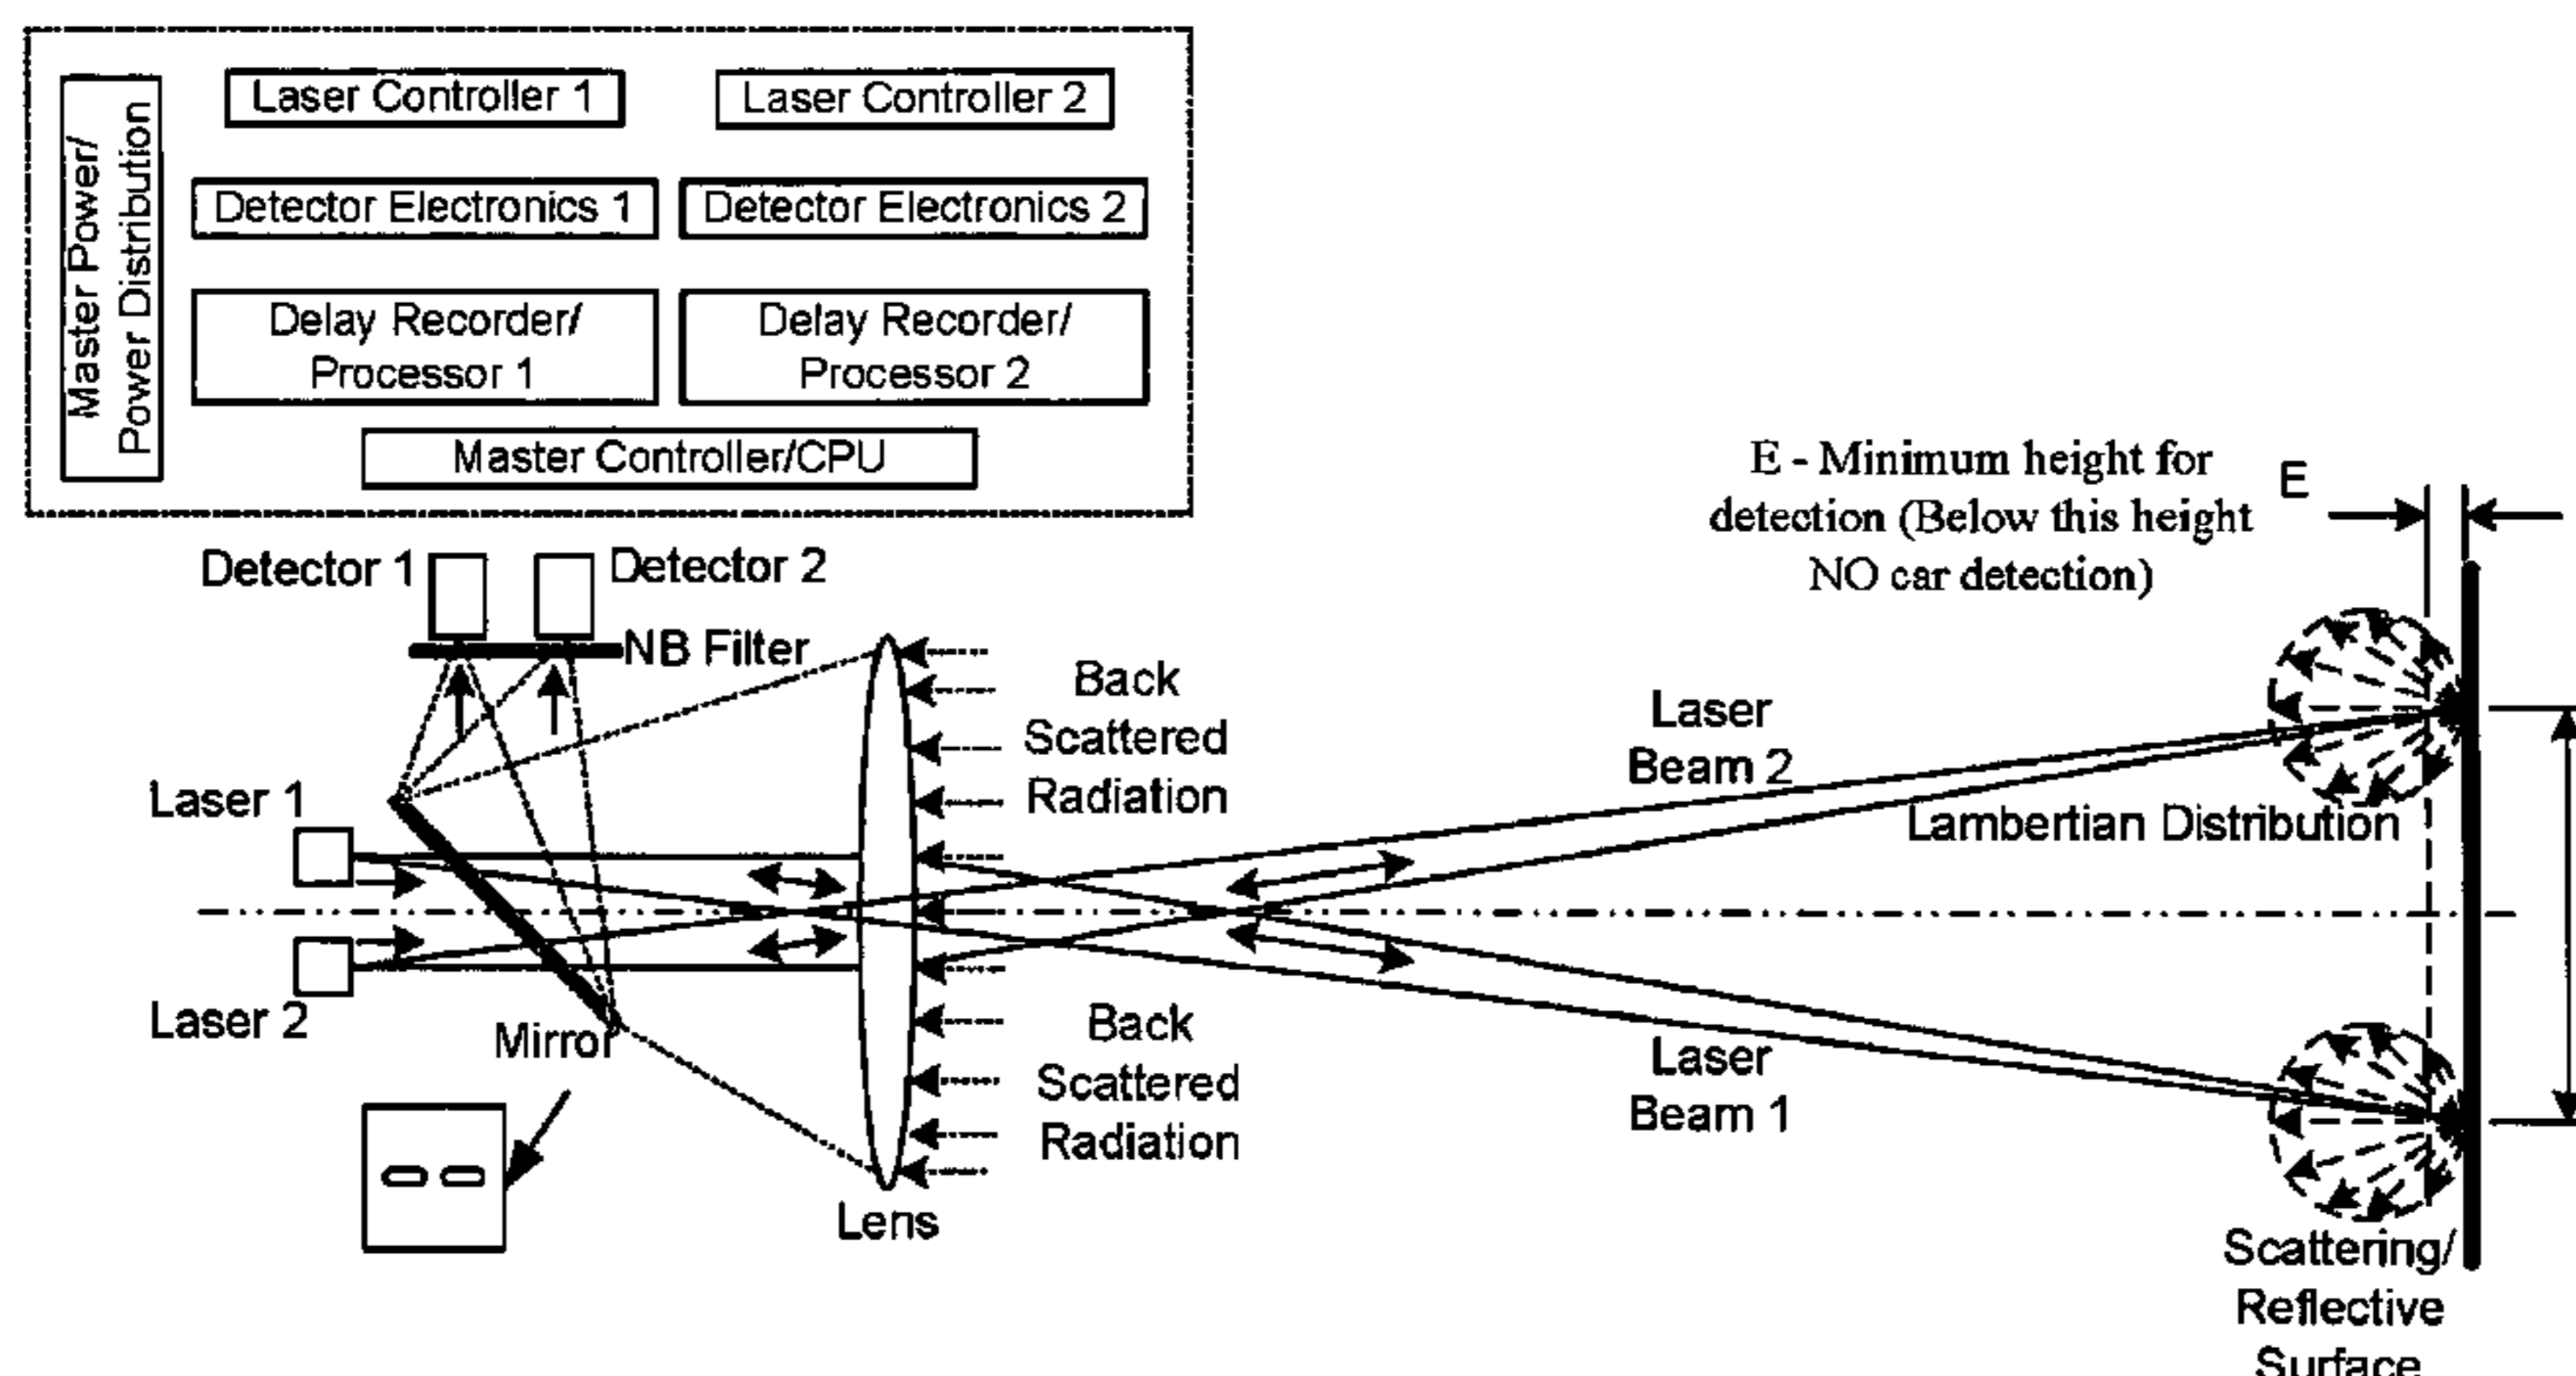 Master Power/
Power Distribution
Laser Controller 1
Laser Controller 2
Detector Electronics 1
Detector Electronics 2
Delay Recorder/
Processor 1
Delay Recorder/
Processor 2
Master Controller/CPU
E - Minimum height for
detection (Below this height
NO car detection)
E
Detector 1
Detector 2
NB Filter
Back
Scattered
Radiation
Laser
Beam 2
Lambertian Distribution
Laser 1
Laser 2
Mirror
Back
Scattered
Radiation
Laser
Beam 1
Lens
Scattering/
Reflective
Surface